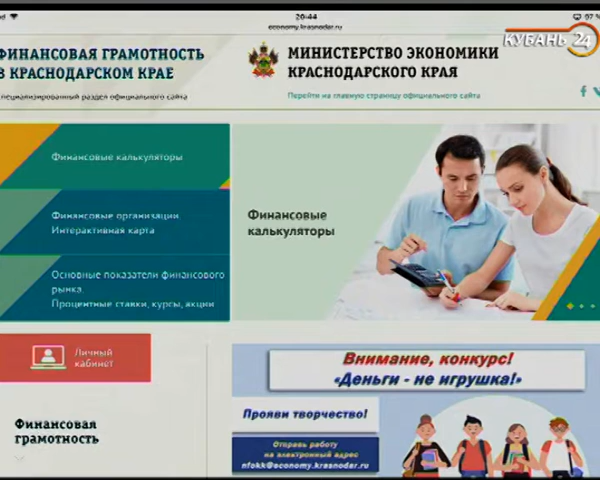 20:44
economy.krasnodar.ru
КУБАНЬ 24
ФИНАНСОВАЯ ГРАМОТНОСТЬ
В КРАСНОДАРСКОМ КРАЕ
специализированный раздел официального сайта
МИНИСТЕРСТВО ЭКОНОМИКИ
КРАСНОДАРСКОГО КРАЯ
Перейти на главную страницу официального сайта
Финансовые калькуляторы
Финансовые организации
Интерактивная карта
Основные показатели финансового
рынка
Процентные ставки, курсы, акции
Финансовые
калькуляторы
Личный
кабинет
Финансовая
грамотность
Внимание, конкурс!
«Деньги - не игрушка!»
Прояви творчество!
Отправь работу
на электронный адрес
nfokk@economy.krasnodar.ru